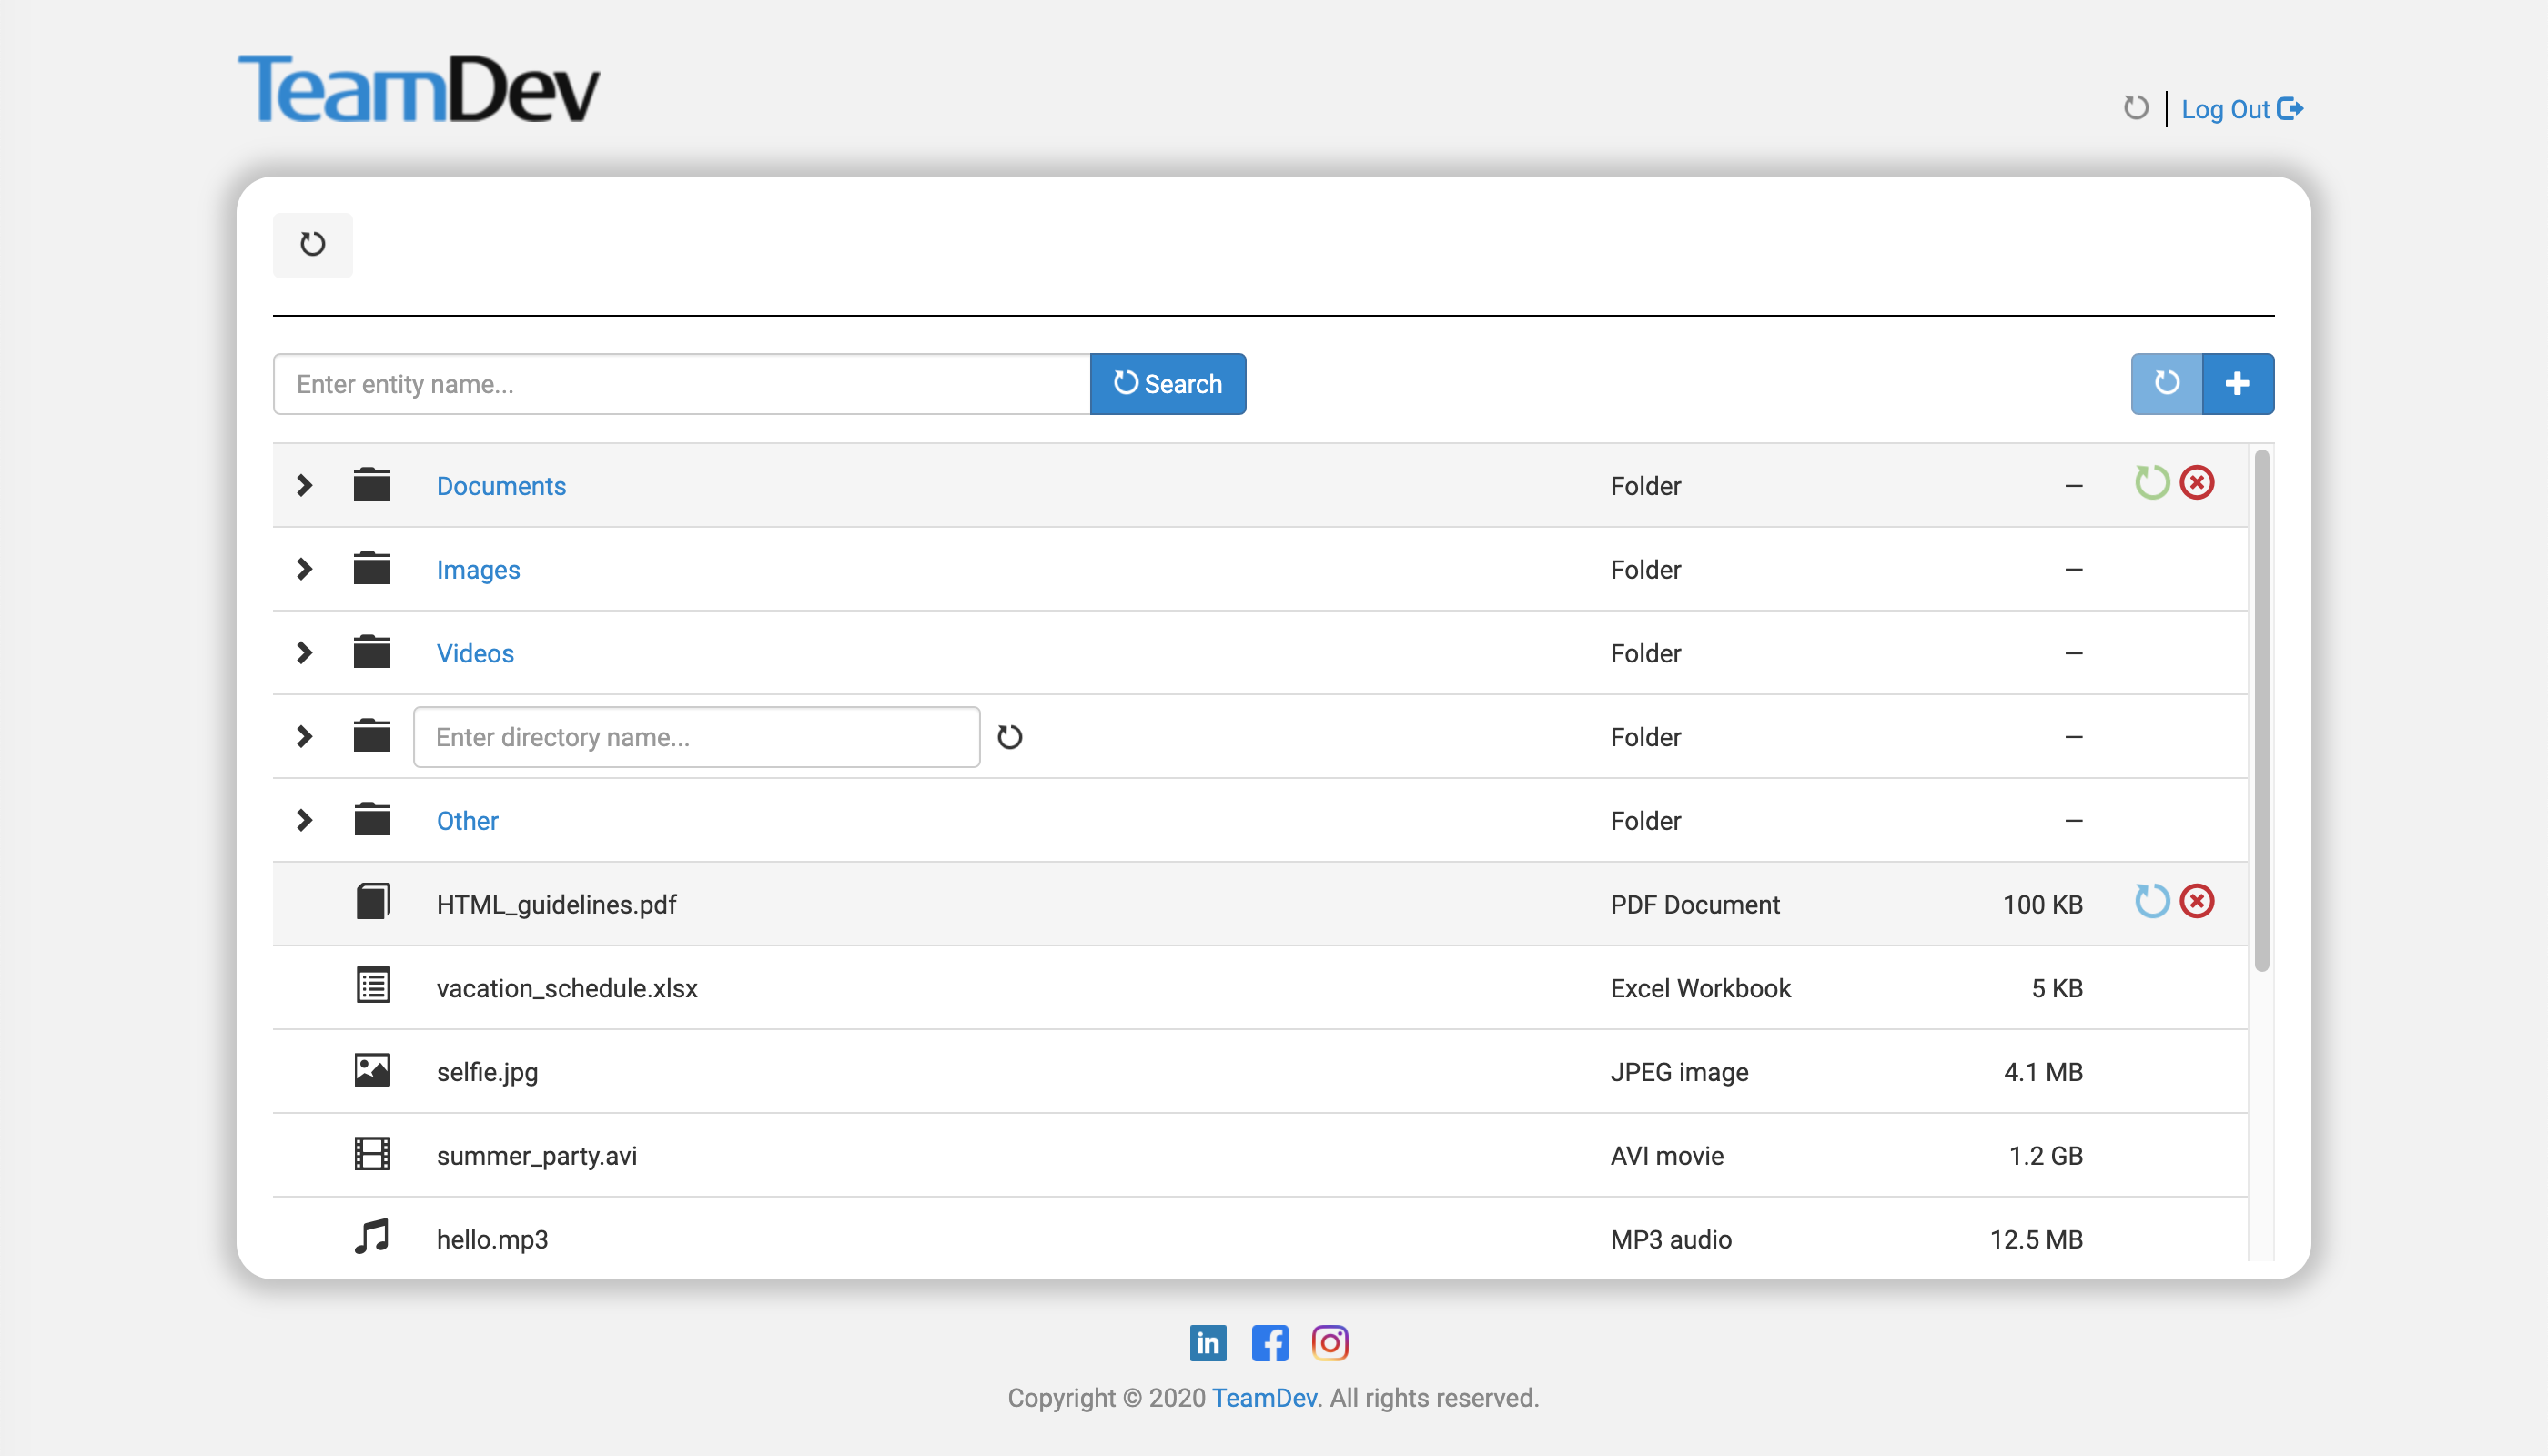 TeamDev
Log Out
Enter entity name...
Search
Documents Folder —
Images Folder —
Videos Folder —
Enter directory name... Folder —
Other Folder —
HTML_guidelines.pdf PDF Document 100 KB
vacation_schedule.xlsx Excel Workbook 5 KB
selfie.jpg JPEG image 4.1 MB
summer_party.avi AVI movie 1.2 GB
hello.mp3 MP3 audio 12.5 MB
in
Copyright © 2020 TeamDev. All rights reserved.